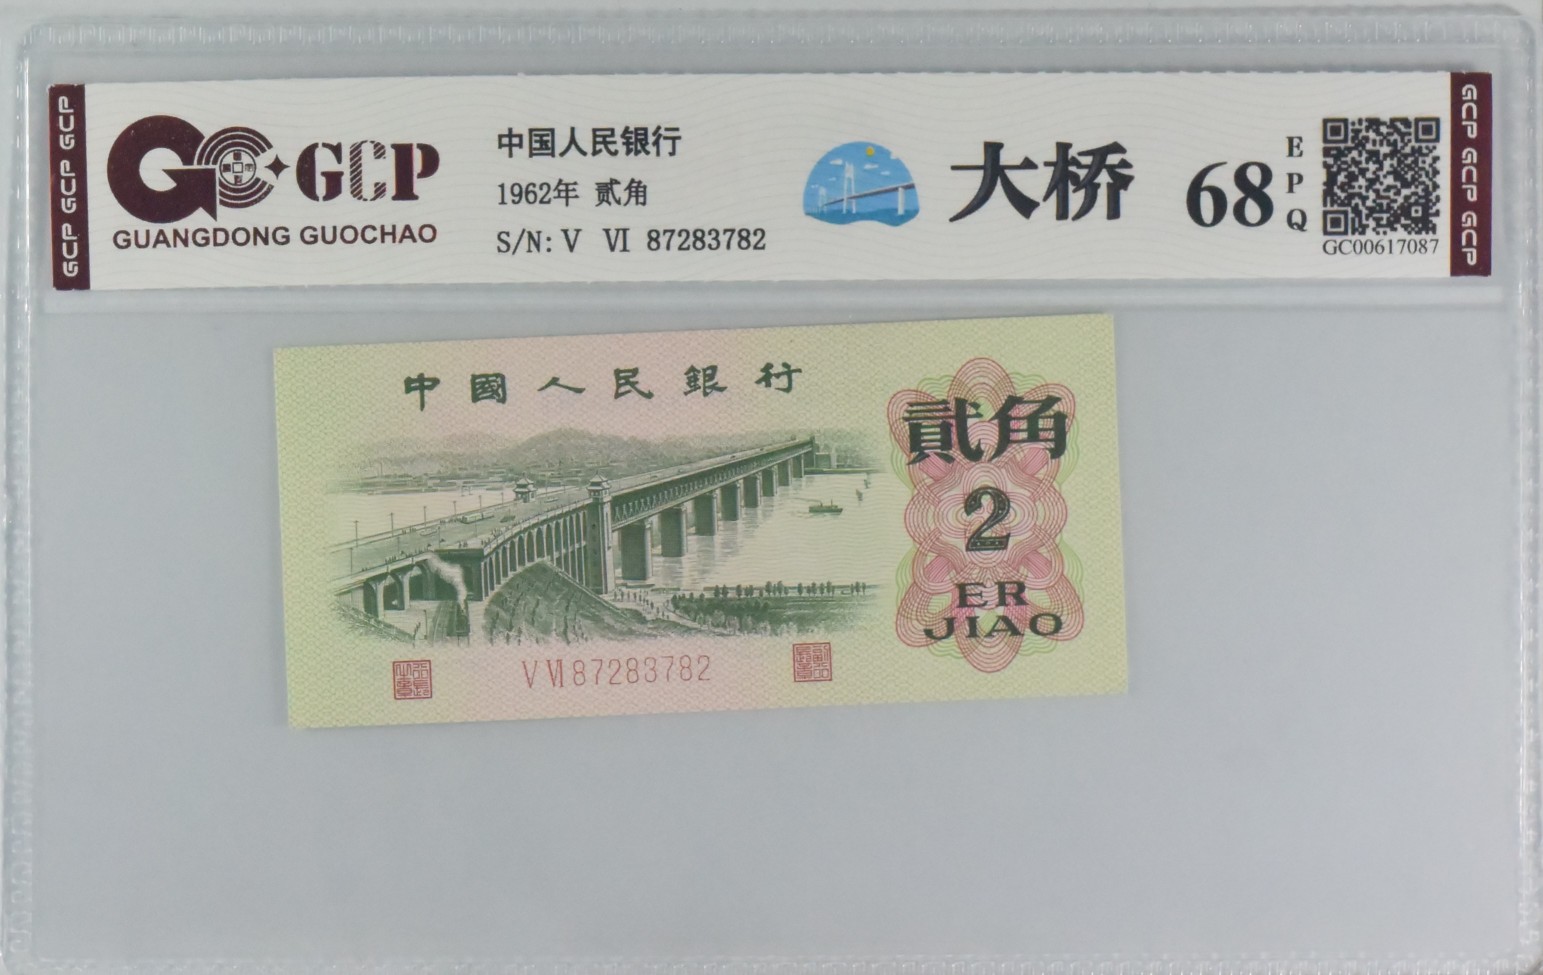 GCP GCP GCP
GCP
GUANGDONG GUOCHAO
中国人民银行
1962年 贰角
S/N: V VI 87283782
大桥
68
EPQ
GC00617087
GCP GCP GCP
中國人民銀行
貳角
2
ER
JIAO
V VI 87283782